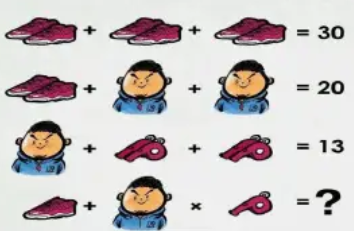 + + = 30
+ + = 20
+ + = 13
+ × = ?